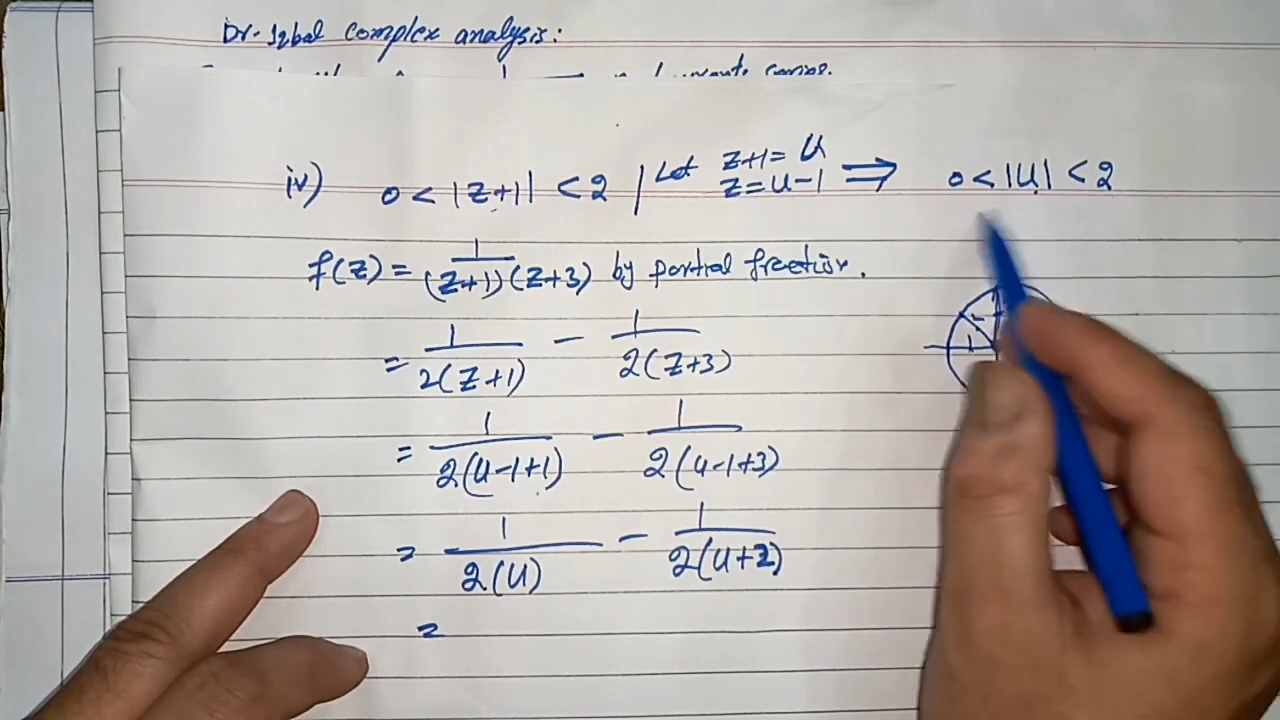 Dr. Iqbal complex analysis:
iv) 0 < |z+1| < 2 | Let z+1 = u ⇒ 0 < |u| < 2
z = u-1
f(z) = 1/((z+1)(z+3)) by partial fraction.
= 1/(2(z+1)) - 1/(2(z+3))
= 1/(2(u-1+1)) - 1/(2(u-1+3))
= 1/(2(u)) - 1/(2(u+2))
=